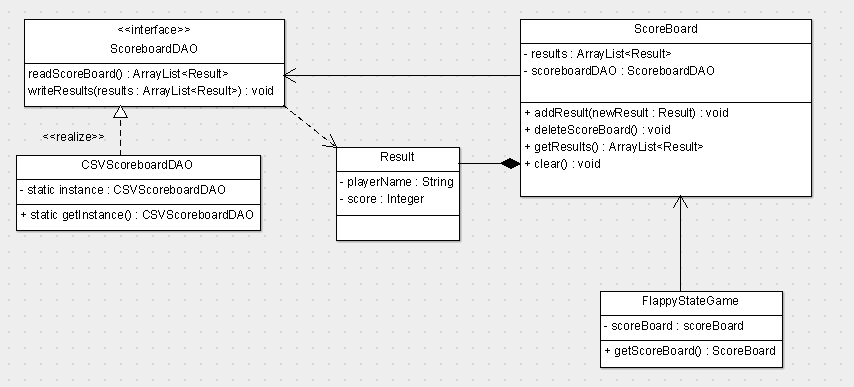 <<interface>>
ScoreboardDAO
readScoreBoard() : ArrayList<Result>
writeResults(results : ArrayList<Result>) : void
<<realize>>
CSVScoreboardDAO
- static instance : CSVScoreboardDAO
+ static getInstance() : CSVScoreboardDAO
Result
- playerName : String
- score : Integer
ScoreBoard
- results : ArrayList<Result>
- scoreboardDAO : ScoreboardDAO
+ addResult(newResult : Result) : void
+ deleteScoreBoard() : void
+ getResults() : ArrayList<Result>
+ clear() : void
FlappyStateGame
- scoreBoard : scoreBoard
+ getScoreBoard() : ScoreBoard